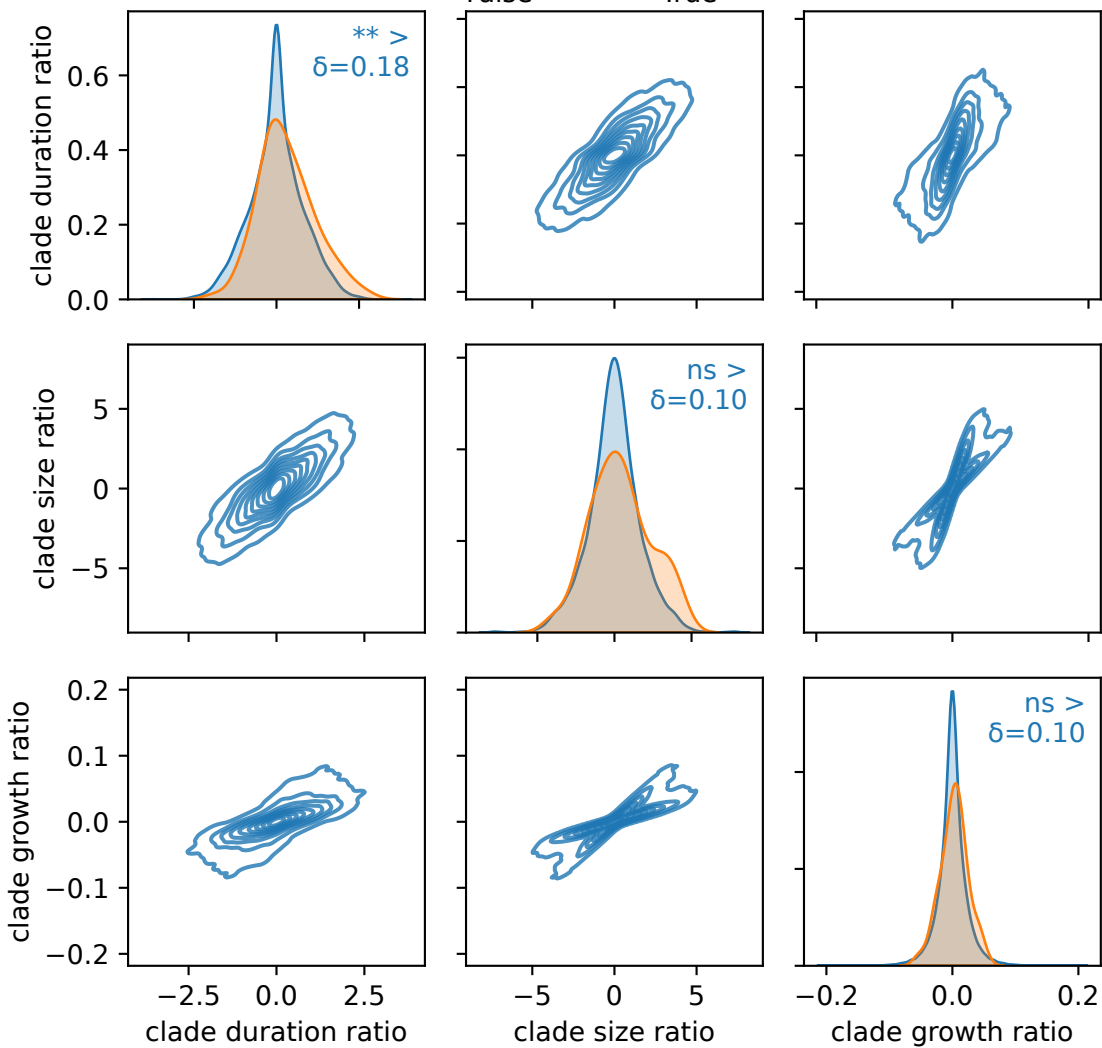 False True
clade duration ratio
0.6
0.4
0.2
0.0
** >
δ=0.18
clade size ratio
5
0
−5
ns >
δ=0.10
clade growth ratio
0.2
0.1
0.0
−0.1
−0.2
ns >
δ=0.10
−2.5 0.0 2.5
−5 0 5
−0.2 0.0 0.2
clade duration ratio
clade size ratio
clade growth ratio